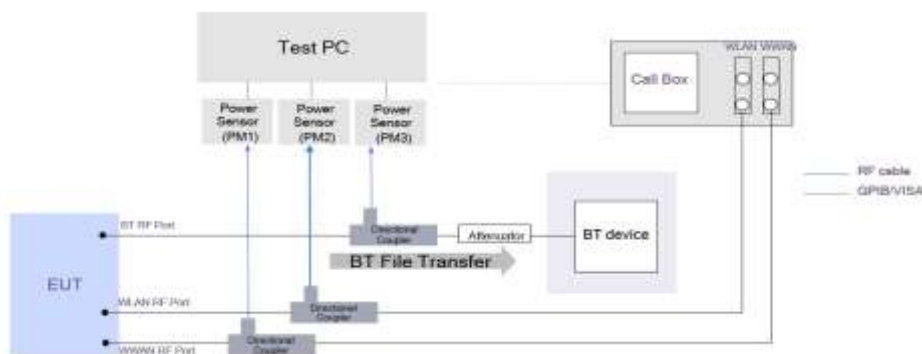 Test PC
WLAN WWAN
Call Box
Power
Sensor
(PM1)
Power
Sensor
(PM2)
Power
Sensor
(PM3)
RF cable
GPIB/VISA
BT RF Port
Directional
Coupler
Attenuator
BT device
BT File Transfer
EUT
WLAN RF Port
Directional
Coupler
WWAN RF Port
Directional
Coupler